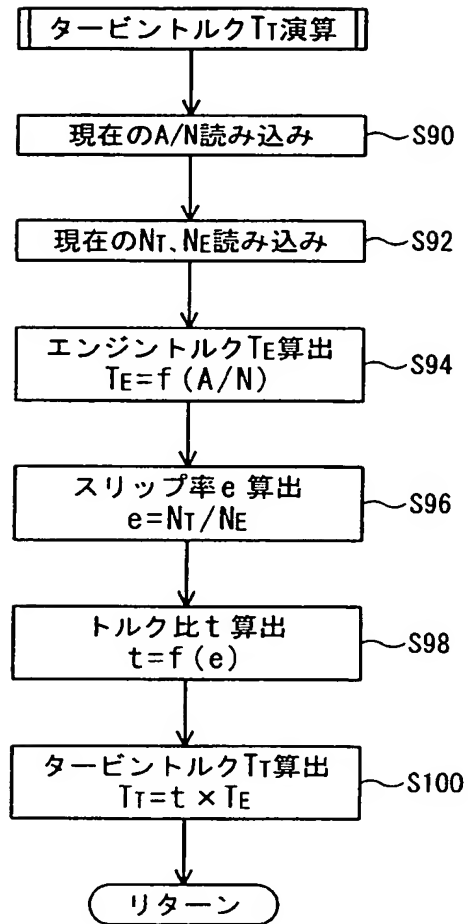 タービントルクTT演算
現在のA/N読み込み
S90
現在のNT、NE読み込み
S92
エンジントルクTE算出
TE=f(A/N)
S94
スリップ率e算出
e=NT/NE
S96
トルク比t算出
t=f(e)
S98
タービントルクTT算出
TT=t×TE
S100
リターン